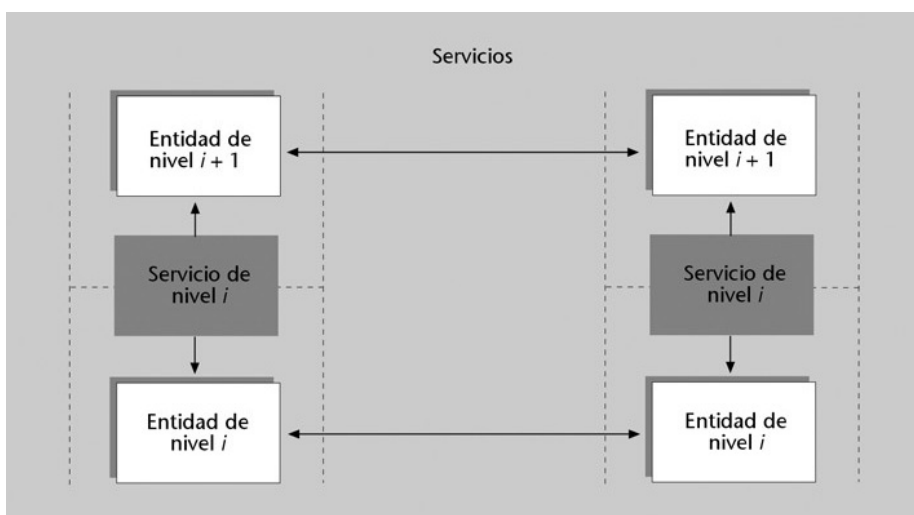 Servicios
Entidad de
nivel i + 1
Entidad de
nivel i + 1
Servicio de
nivel i
Servicio de
nivel i
Entidad de
nivel i
Entidad de
nivel i